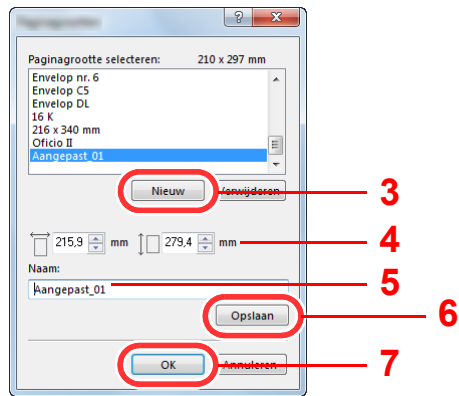 Paginagrootte selecteren: 210 x 297 mm
Envelop nr. 6
Envelop C5
Envelop DL
16 K
216 x 340 mm
Oficio II
Aangepast_01
Nieuw Verwijderen 3
215,9 mm 279,4 mm 4
Naam: 5
Aangepast_01
Opslaan 6
OK Annuleren 7